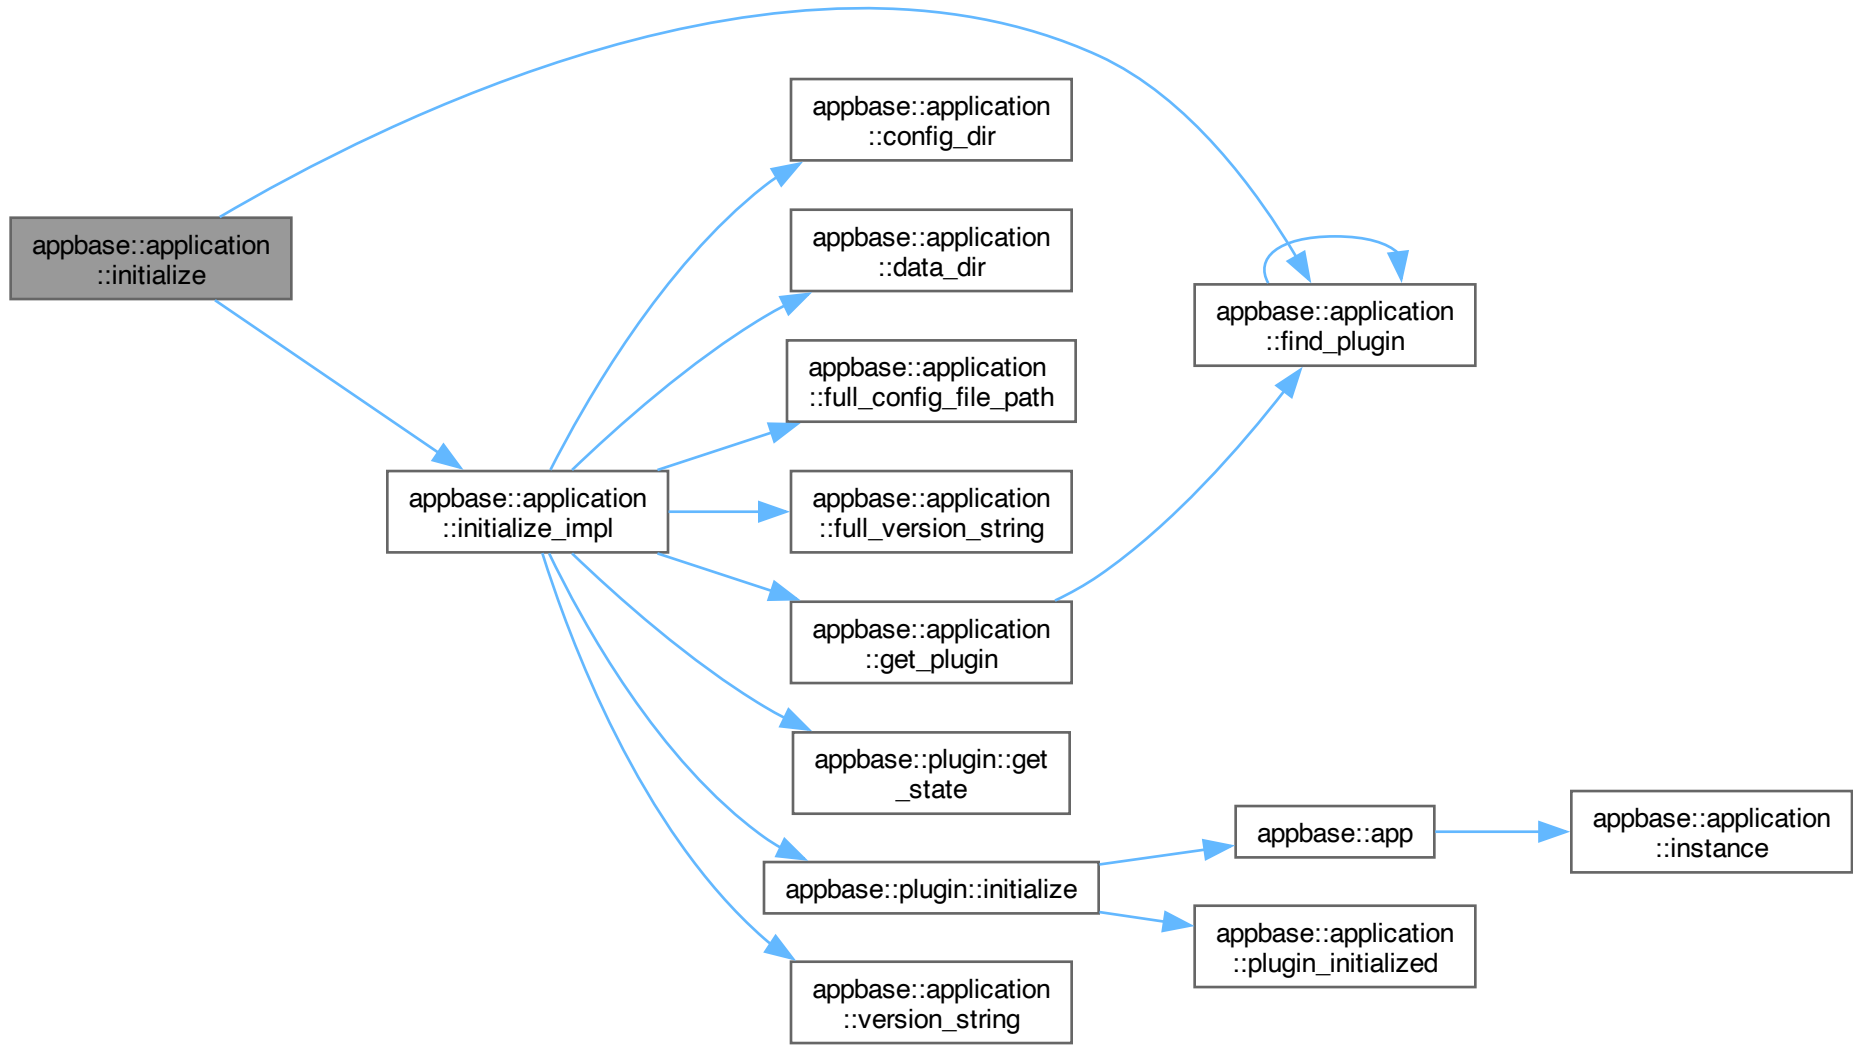 appbase::application
::initialize
appbase::application
::initialize_impl
appbase::application
::config_dir
appbase::application
::data_dir
appbase::application
::full_config_file_path
appbase::application
::full_version_string
appbase::application
::get_plugin
appbase::plugin::get
_state
appbase::plugin::initialize
appbase::application
::version_string
appbase::application
::find_plugin
appbase::app
appbase::application
::plugin_initialized
appbase::application
::instance